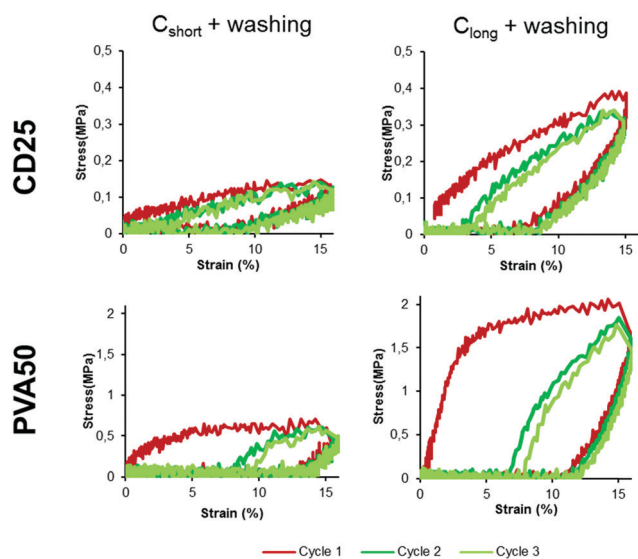 C_short + washing
C_long + washing
CD25
PVA50
Stress(MPa)
0,5
0,4
0,3
0,2
0,1
0
0
5
10
15
Strain (%)
Stress(MPa)
0,5
0,4
0,3
0,2
0,1
0
0
5
10
15
Strain (%)
Stress(MPa)
2
1,5
1
0,5
0
0
5
10
15
Strain (%)
Stress(MPa)
2
1,5
1
0,5
0
0
5
10
15
Strain (%)
Cycle 1
Cycle 2
Cycle 3